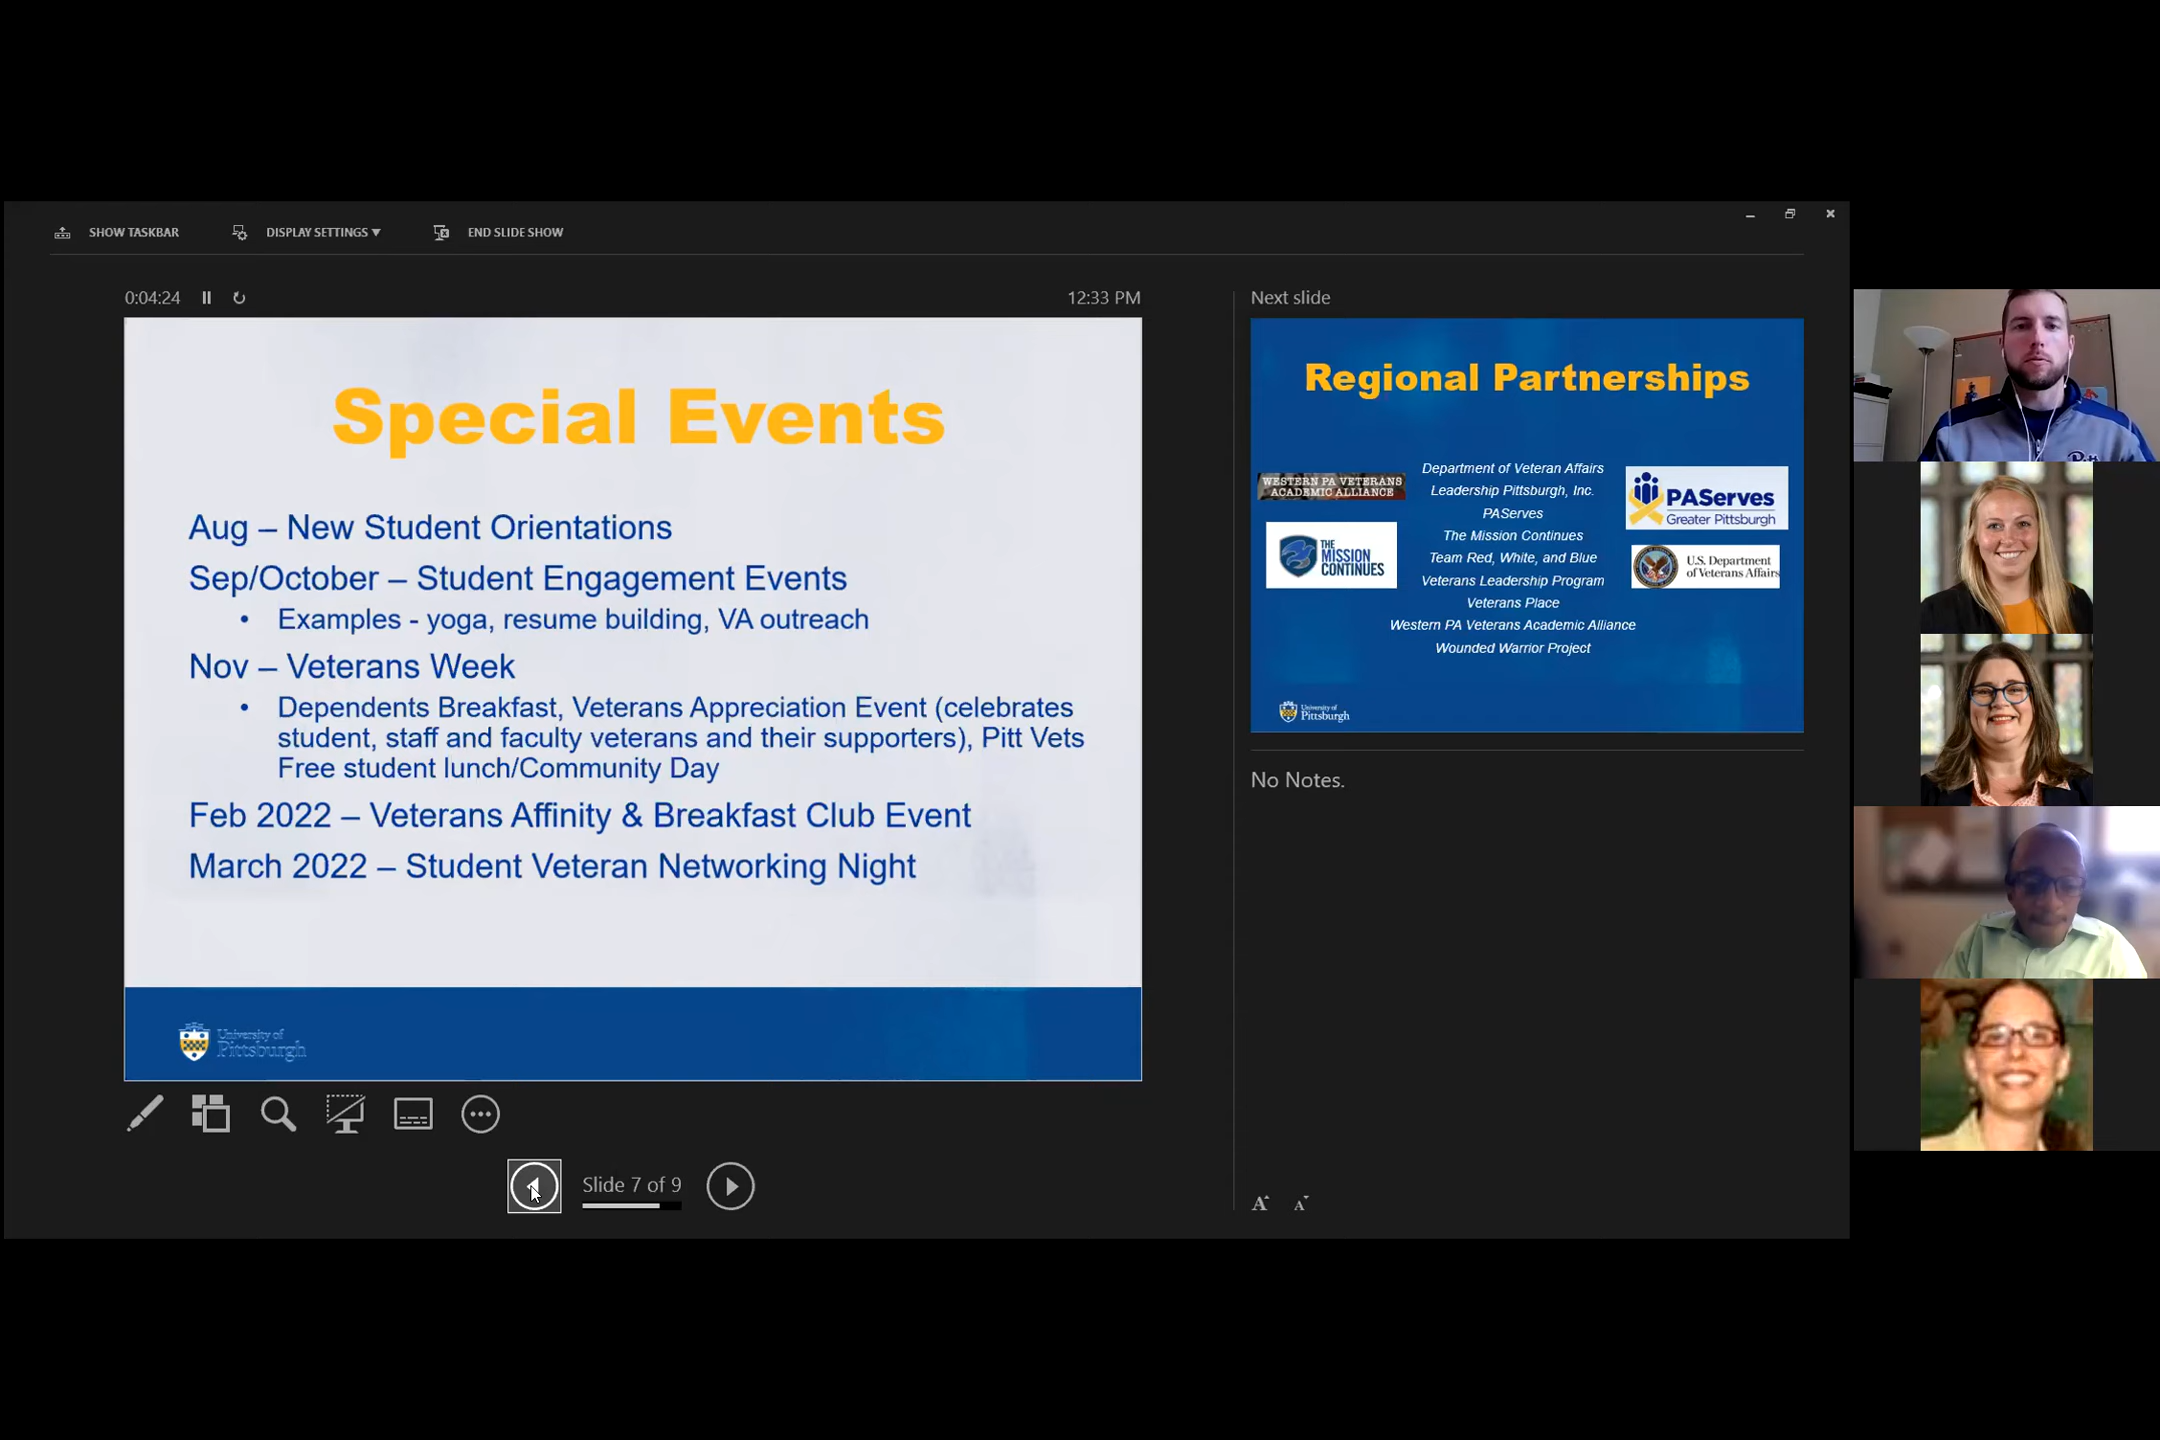 SHOW TASKBAR
DISPLAY SETTINGS ▼
END SLIDE SHOW
0:04:24
12:33 PM
Special Events
Aug – New Student Orientations
Sep/October – Student Engagement Events
• Examples - yoga, resume building, VA outreach
Nov – Veterans Week
• Dependents Breakfast, Veterans Appreciation Event (celebrates
student, staff and faculty veterans and their supporters), Pitt Vets
Free student lunch/Community Day
Feb 2022 – Veterans Affinity & Breakfast Club Event
March 2022 – Student Veteran Networking Night
University of
Pittsburgh
Slide 7 of 9
Next slide
Regional Partnerships
WESTERN PA VETERANS
ACADEMIC ALLIANCE
THE
MISSION
CONTINUES
Department of Veteran Affairs
Leadership Pittsburgh, Inc.
PAServes
The Mission Continues
Team Red, White, and Blue
Veterans Leadership Program
Veterans Place
Western PA Veterans Academic Alliance
Wounded Warrior Project
PAServes
Greater Pittsburgh
U.S. Department
of Veterans Affairs
University of
Pittsburgh
No Notes.
A A
Pitt